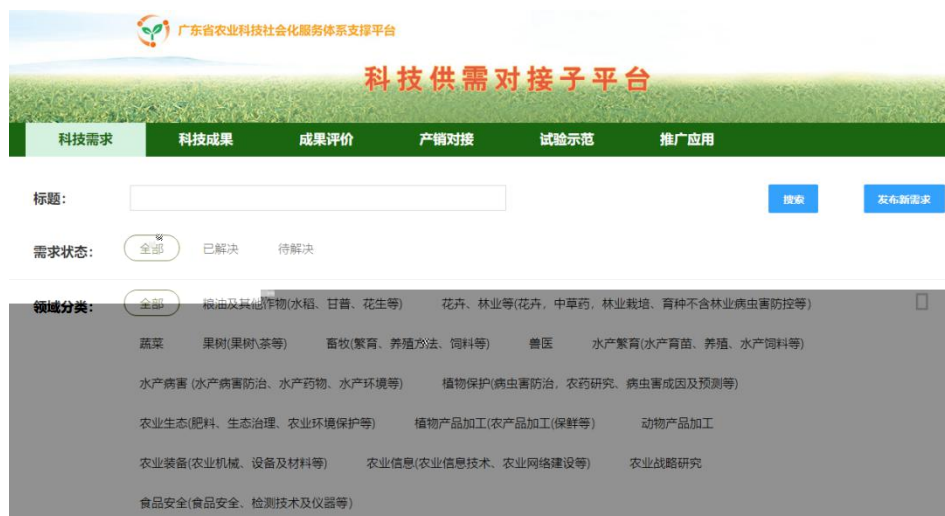 广东省农业科技社会化服务体系支撑平台
科技供需对接子平台
科技需求 科技成果 成果评价 产销对接 试验示范 推广应用
标题： 搜索 发布新需求
需求状态： 全部 已解决 待解决
领域分类： 全部 粮油及其他作物(水稻、甘普、花生等) 花卉、林业等(花卉，中草药，林业栽培、育种不含林业病虫害防控等)
蔬菜 果树(果树\茶等) 畜牧(繁育、养殖方法、饲料等) 兽医 水产繁育(水产育苗、养殖、水产饲料等)
水产病害 (水产病害防治、水产药物、水产环境等) 植物保护(病虫害防治，农药研究、病虫害成因及预测等)
农业生态(肥料、生态治理、农业环境保护等) 植物产品加工(农产品加工(保鲜等) 动物产品加工
农业装备(农业机械、设备及材料等) 农业信息(农业信息技术、农业网络建设等) 农业战略研究
食品安全(食品安全、检测技术及仪器等)